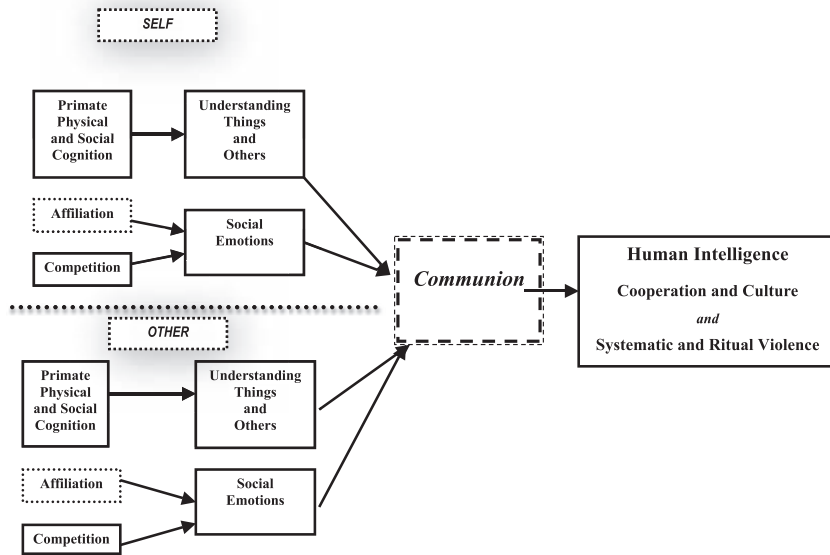 SELF
Primate
Physical
and Social
Cognition
Understanding
Things
and
Others
Affiliation
Competition
Social
Emotions
OTHER
Primate
Physical
and Social
Cognition
Understanding
Things
and
Others
Affiliation
Competition
Social
Emotions
Communion
Human Intelligence
Cooperation and Culture
and
Systematic and Ritual Violence